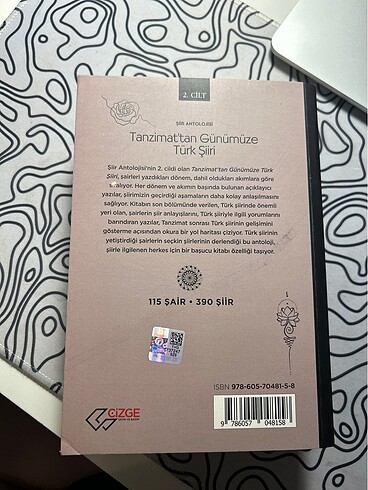 2. CİLT
ŞİİR ANTOLOJİSİ
Tanzimat'tan Günümüze
Türk Şiiri
Şiir Antolojisi'nin 2. cildi olan Tanzimat'tan Günümüze Türk
Şiiri, şairleri yazdıkları dönem, dahil oldukları akımlara göre
alıyor. Her dönem ve akımın başında bulunan açıklayıcı
yazılar, şiirimizin geçirdiği aşamaların daha kolay anlaşılmasını
sağlıyor. Kitabın son bölümünde verilen, Türk şiirinde önemli
yeri olan, şairlerin şiir anlayışlarını, Türk şiiriyle ilgili yorumlarını
barındıran yazılar, Tanzimat sonrası Türk şiirinin gelişimini
gösterme açısından okura bir yol haritası çiziyor. Türk şiirinin
yetiştirdiği şairlerin seçkin şiirlerinin derlendiği bu antoloji,
şiirle ilgilenen herkes için bir başucu kitabı özelliği taşıyor.
115 ŞAİR • 390 ŞİİR
ISBN 978-605-70481-5-8
9 786057 048158
ÇİZGE